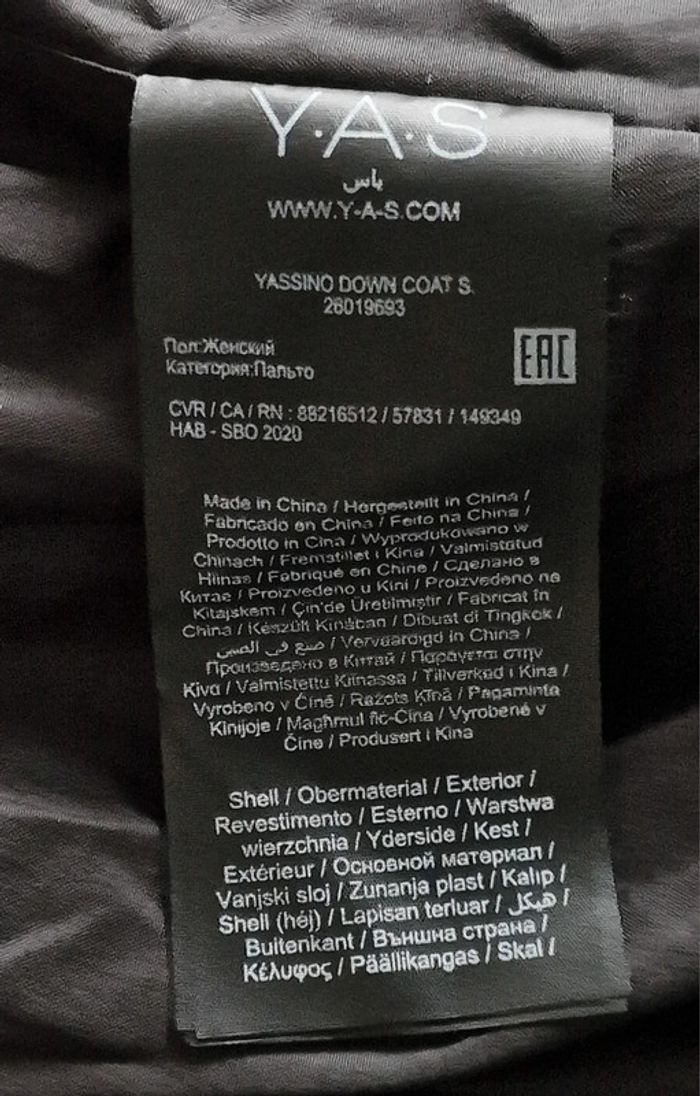 Y.A.S
ياس
WWW.Y-A-S.COM
YASSINO DOWN COAT S.
26019693
Пол:Женский
Категория:Пальто
EAC
CVR / CA / RN : 88216512 / 57831 / 149349
HAB - SBO 2020
Made in China / Hergestellt in China /
Fabricado en China / Feito na China /
Prodotto in Cina / Wyprodukowano w
Chinach / Fremstillet i Kina / Valmistatud
Hiinas / Fabriqué en Chine / Сделано в
Китае / Proizvedeno u Kini / Proizvedeno na
Kitajskem / Çin'de Üretilmiştir / Fabricat în
China / Készült Kínában / Dibuat di Tingkok /
صنع في الصين / Vervaardigd in China /
Произведено в Китай / Παράγεται στην
Κίνα / Valmistettu Kiinassa / Tillverkad i Kina /
Vyrobeno v Číně / Ražots Ķīnā / Pagaminta
Kinijoje / Magħmul fiċ-Ċina / Vyrobené v
Číne / Produsert i Kina
Shell / Obermaterial / Exterior /
Revestimento / Esterno / Warstwa
wierzchnia / Yderside / Kest /
Extérieur / Основной материал /
Vanjski sloj / Zunanja plast / Kalıp /
Shell (héj) / Lapisan terluar / هيكل /
Buitenkant / Външна страна /
Κέλυφος / Päällikangas / Skal /